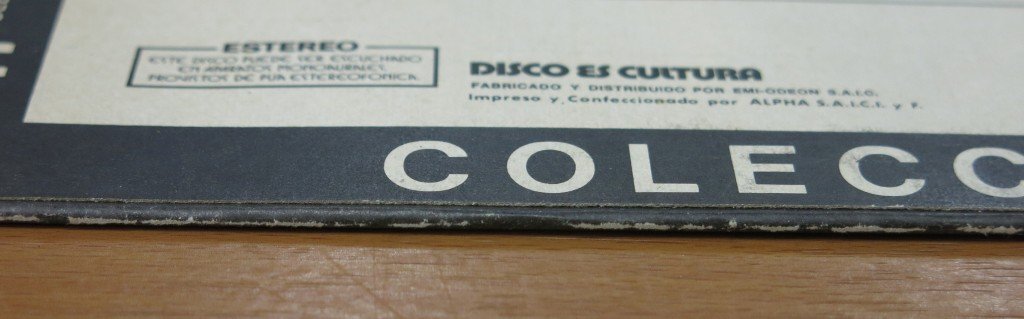 ESTEREO
ESTE DISCO PUEDE SER ESCUCHADO
EN APARATOS MONOAURALES,
PROVISTOS DE PUA ESTEREOFONICA.
DISCO ES CULTURA
FABRICADO Y DISTRIBUIDO POR EMI-ODEON S.A.I.C.
Impreso y Confeccionado por ALPHA S.A.I.C.I. y F.
COLECC